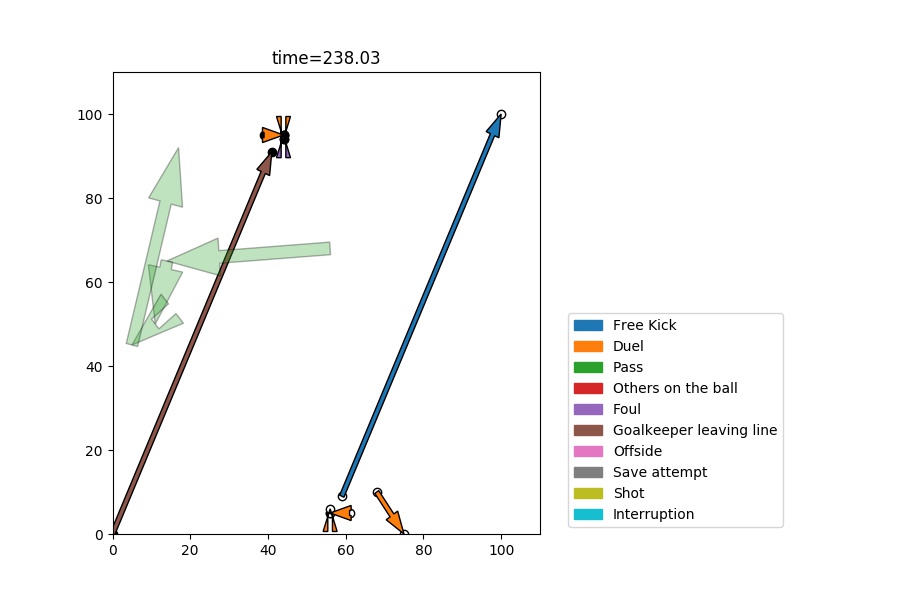 time=238.03
100
80
60
40
20
0
0 20 40 60 80 100
Free Kick
Duel
Pass
Others on the ball
Foul
Goalkeeper leaving line
Offside
Save attempt
Shot
Interruption